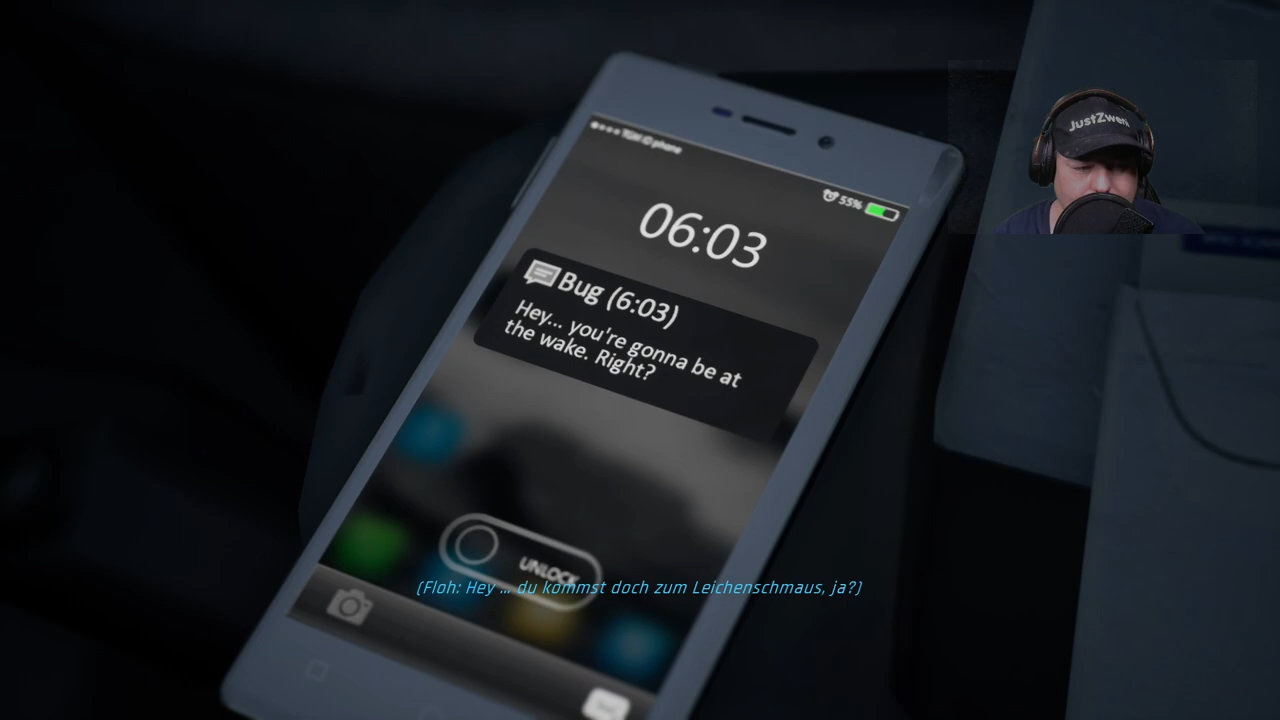 JustZweN
55%
06:03
Bug (6:03)
Hey... you're gonna be at
the wake. Right?
UNLOCK
(Floh: Hey ... du kommst doch zum Leichenschmaus, ja?)